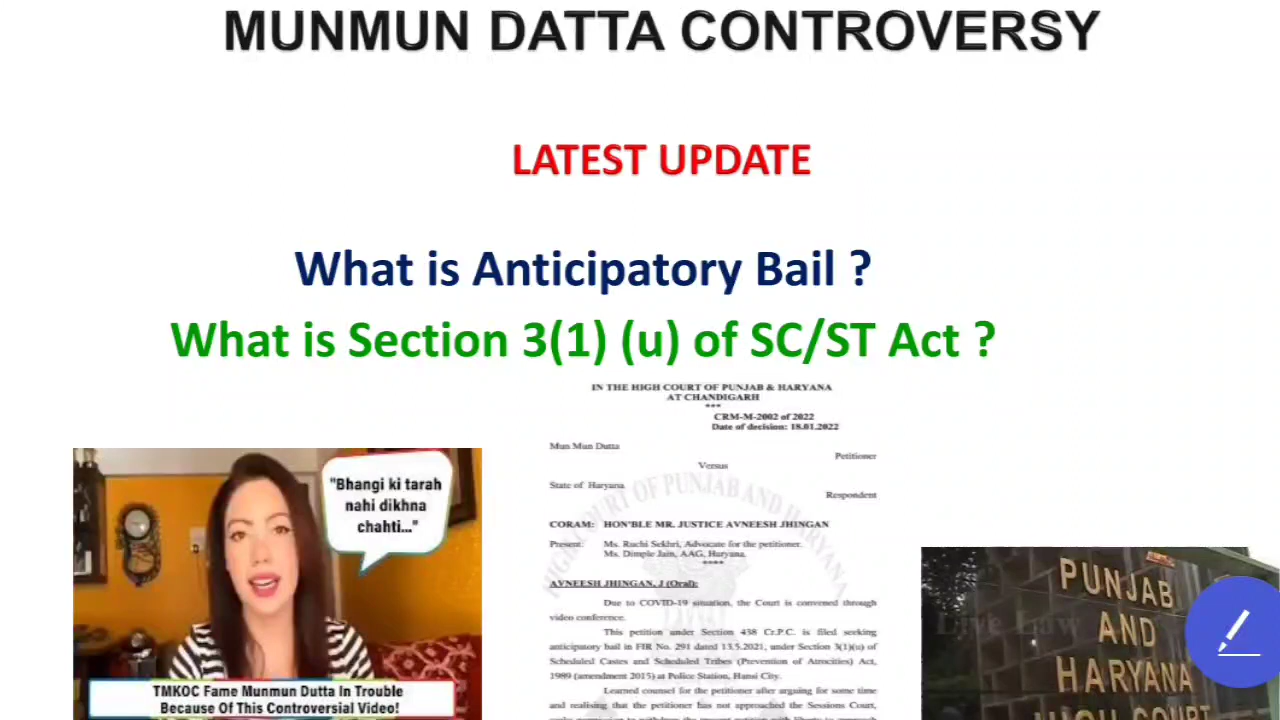 MUNMUN DATTA CONTROVERSY
LATEST UPDATE
What is Anticipatory Bail ?
What is Section 3(1) (u) of SC/ST Act ?
IN THE HIGH COURT OF PUNJAB & HARYANA
AT CHANDIGARH
***
CRM-M-2002 of 2022
Date of decision: 18.01.2022
Mun Mun Dutta
Petitioner
Versus
State of Haryana
Respondent
CORAM: HON'BLE MR. JUSTICE AVNEESH JHINGAN
Present: Ms. Ruchi Sekhri, Advocate for the petitioner.
Ms. Dimple Jain, AAG, Haryana.
****
AVNEESH JHINGAN, J (Oral):
Due to COVID-19 situation, the Court is convened through
video conference.
This petition under Section 438 Cr.P.C. is filed seeking
anticipatory bail in FIR No. 291 dated 13.5.2021, under Section 3(1)(u) of
Scheduled Castes and Scheduled Tribes (Prevention of Atrocities) Act,
1989 (amendment 2015) at Police Station, Hansi City.
Learned counsel for the petitioner after arguing for some time
and realising that the petitioner has not approached the Sessions Court,
"Bhangi ki tarah
nahi dikhna
chahti..."
TMKOC Fame Munmun Dutta In Trouble
Because Of This Controversial Video!
PUNJAB
AND
HARYANA
HIGH COURT
Live Law